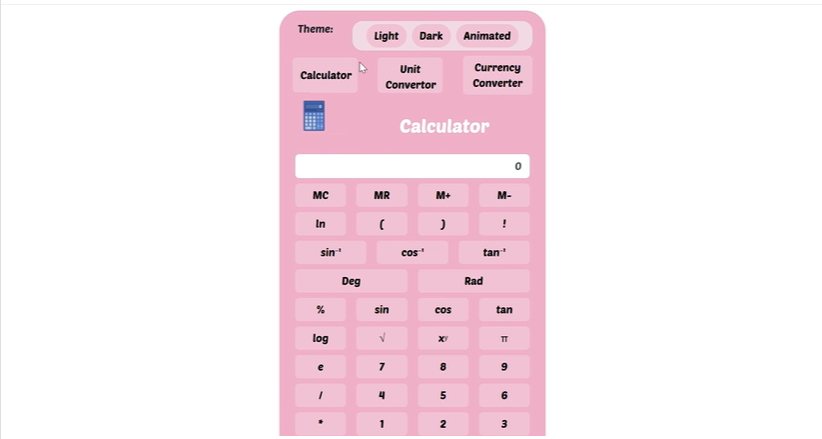 Theme: Light Dark Animated
Calculator Unit Convertor Currency Converter
Calculator
0
MC MR M+ M-
ln ( ) !
sin⁻¹ cos⁻¹ tan⁻¹
Deg Rad
% sin cos tan
log √ xʸ π
e 7 8 9
/ 4 5 6
* 1 2 3